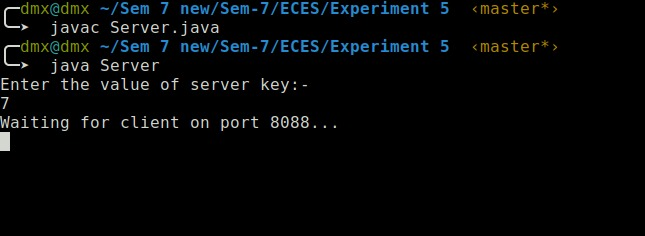 dmx@dmx ~/Sem 7 new/Sem-7/ECES/Experiment 5 ‹master*›
➤ javac Server.java
dmx@dmx ~/Sem 7 new/Sem-7/ECES/Experiment 5 ‹master*›
➤ java Server
Enter the value of server key:-
7
Waiting for client on port 8088...